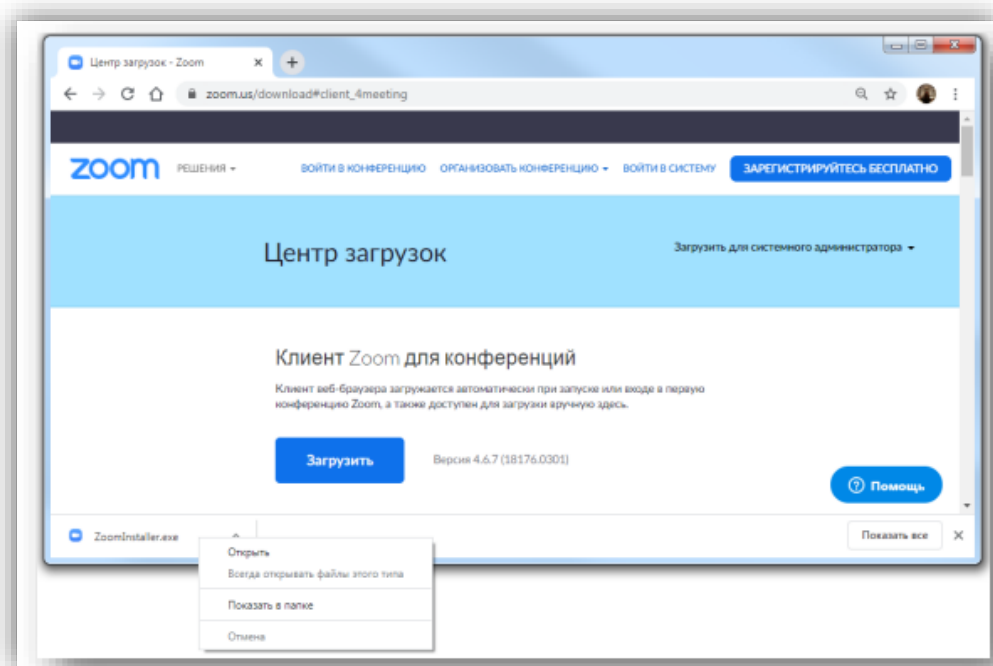 Центр загрузок - Zoom
zoom.us/download#client_4meeting
zoom РЕШЕНИЯ ВОЙТИ В КОНФЕРЕНЦИЮ ОРГАНИЗОВАТЬ КОНФЕРЕНЦИЮ ВОЙТИ В СИСТЕМУ ЗАРЕГИСТРИРУЙТЕСЬ БЕСПЛАТНО
Центр загрузок Загрузить для системного администратора
Клиент Zoom для конференций
Клиент веб-браузера загружается автоматически при запуске или входе в первую
конференцию Zoom, а также доступен для загрузки вручную здесь.
Загрузить Версия 4.6.7 (18176.0301)
Помощь
ZoomInstaller.exe Показать все
Открыть
Всегда открывать файлы этого типа
Показать в папке
Отмена